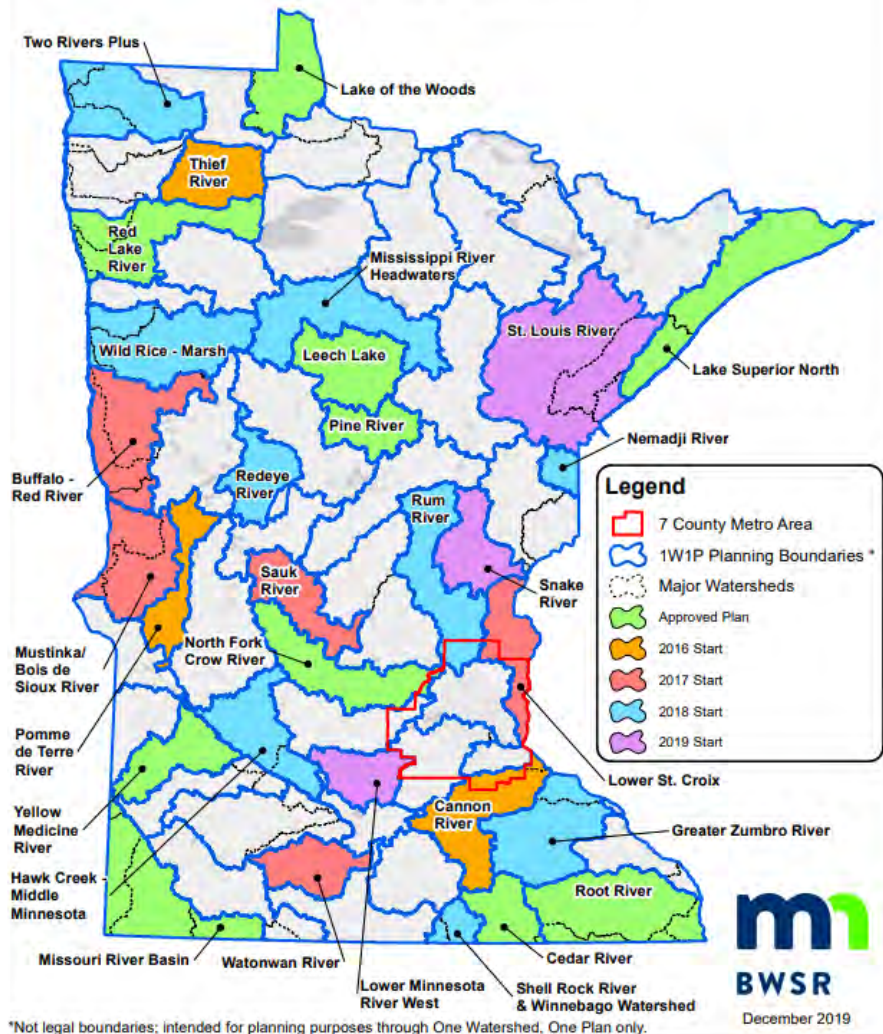 Two Rivers Plus
Lake of the Woods
Thief
River
Red
Lake
River
Mississippi River
Headwaters
St. Louis River
Wild Rice - Marsh
Leech Lake
Lake Superior North
Pine River
Nemadji River
Buffalo -
Red River
Redeye
River
Rum
River
Legend
7 County Metro Area
1W1P Planning Boundaries *
Major Watersheds
Approved Plan
2016 Start
2017 Start
2018 Start
2019 Start
Sauk
River
Snake
River
Mustinka/
Bois de
Sioux River
North Fork
Crow River
Pomme
de Terre
River
Lower St. Croix
Yellow
Medicine
River
Cannon
River
Greater Zumbro River
Hawk Creek -
Middle
Minnesota
Root River
Missouri River Basin
Watonwan River
Lower Minnesota
River West
Cedar River
Shell Rock River
& Winnebago Watershed
mn
BWSR
December 2019
*Not legal boundaries; intended for planning purposes through One Watershed, One Plan only.